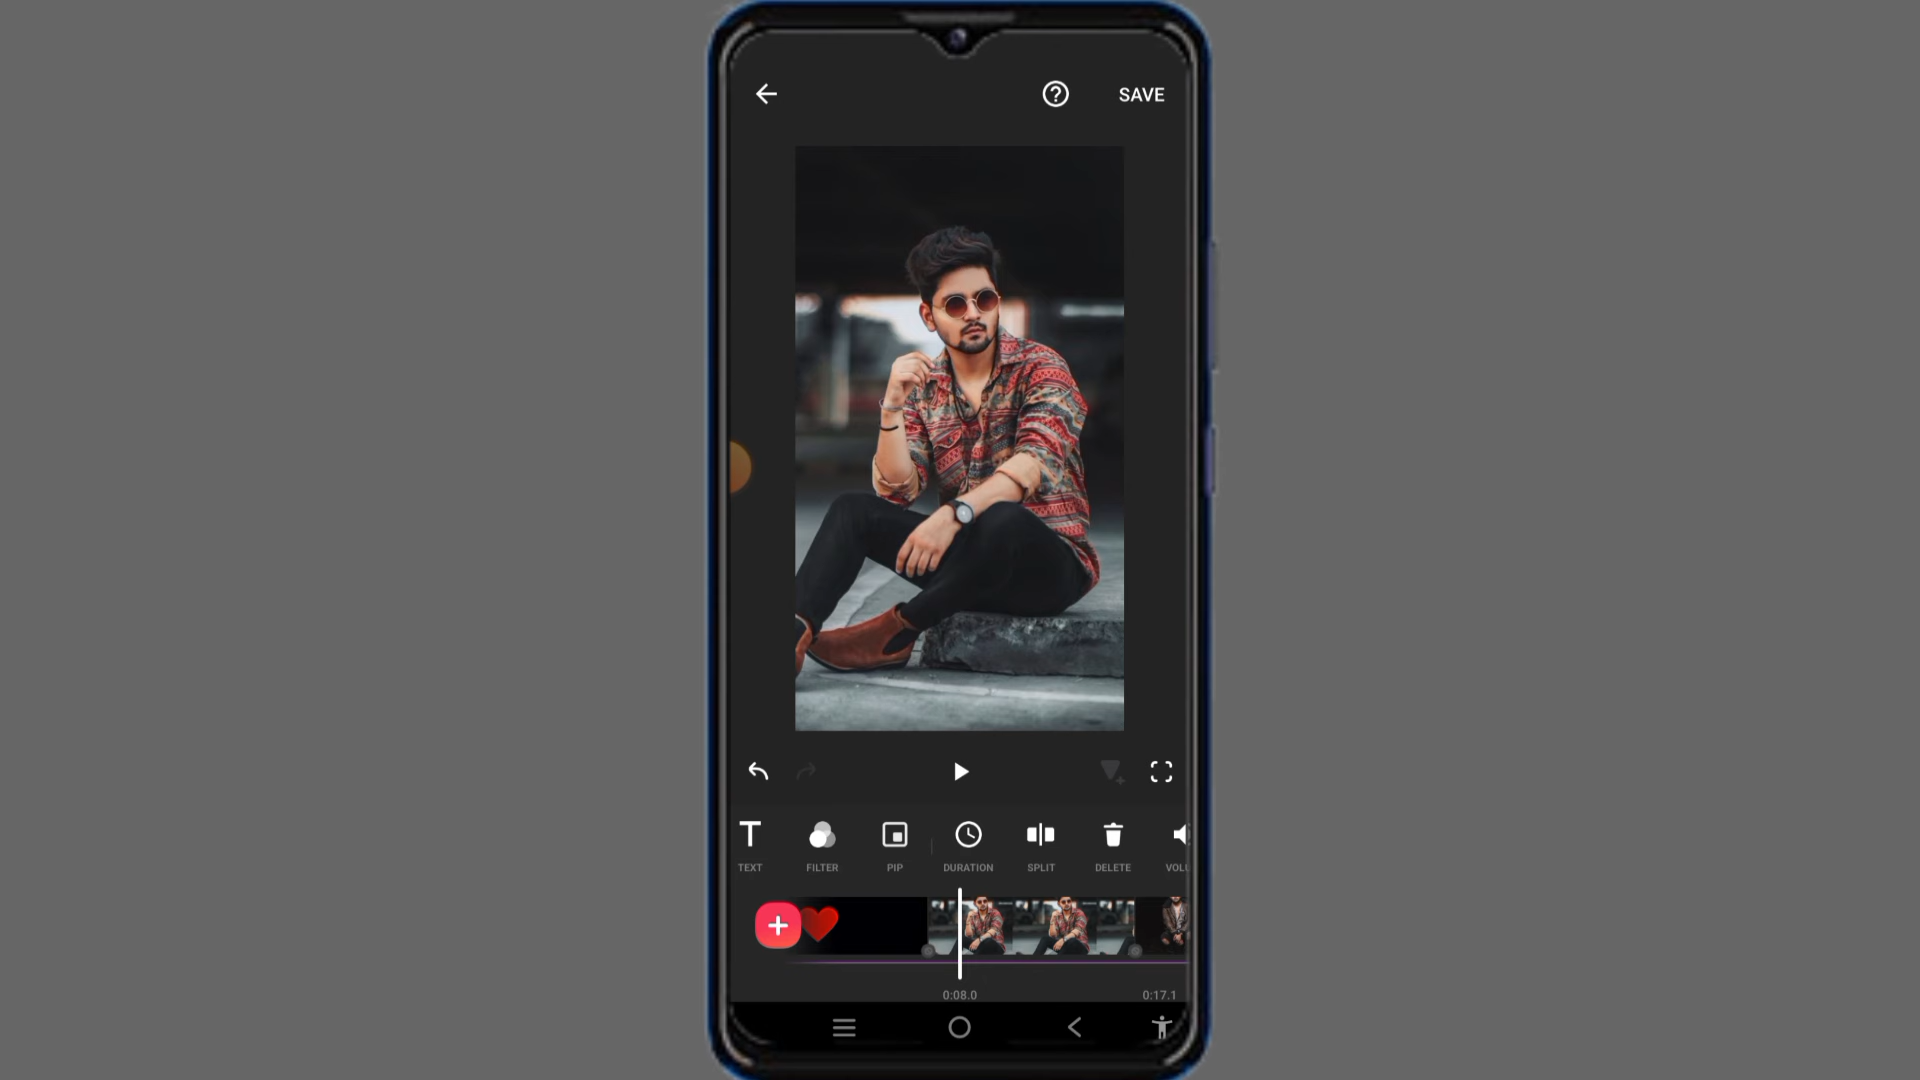 SAVE
TEXT
FILTER
PIP
DURATION
SPLIT
DELETE
0:08.0
0:17.1